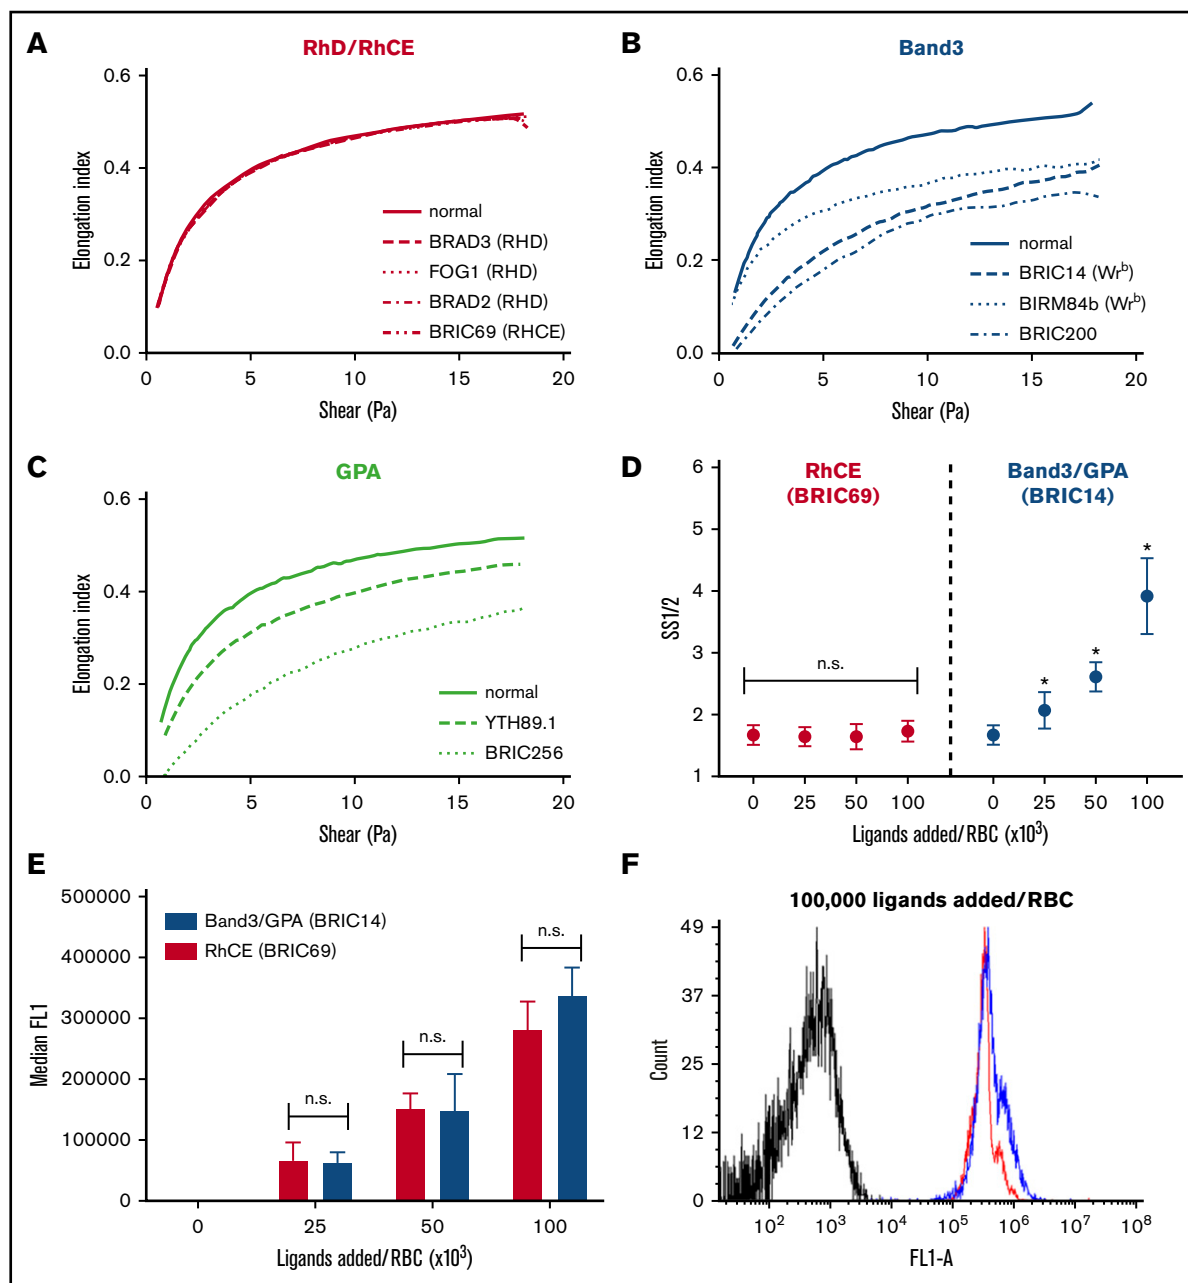 A
RhD/RhCE
Elongation index
0.6
0.4
0.2
0.0
0 5 10 15 20
Shear (Pa)
normal
BRAD3 (RHD)
FOG1 (RHD)
BRAD2 (RHD)
BRIC69 (RHCE)
B
Band3
Elongation index
0.6
0.4
0.2
0.0
0 5 10 15 20
Shear (Pa)
normal
BRIC14 (Wrᵇ)
BIRM84b (Wrᵇ)
BRIC200
C
GPA
Elongation index
0.6
0.4
0.2
0.0
0 5 10 15 20
Shear (Pa)
normal
YTH89.1
BRIC256
D
RhCE
(BRIC69)
Band3/GPA
(BRIC14)
SS1/2
6
5
4
3
2
1
n.s.
*
*
*
0 25 50 100 0 25 50 100
Ligands added/RBC (x10³)
E
Band3/GPA (BRIC14)
RhCE (BRIC69)
Median FL1
500000
400000
300000
200000
100000
0
n.s.
n.s.
n.s.
0 25 50 100
Ligands added/RBC (x10³)
F
100,000 ligands added/RBC
Count
49
37
25
12
0
10² 10³ 10⁴ 10⁵ 10⁶ 10⁷ 10⁸
FL1-A